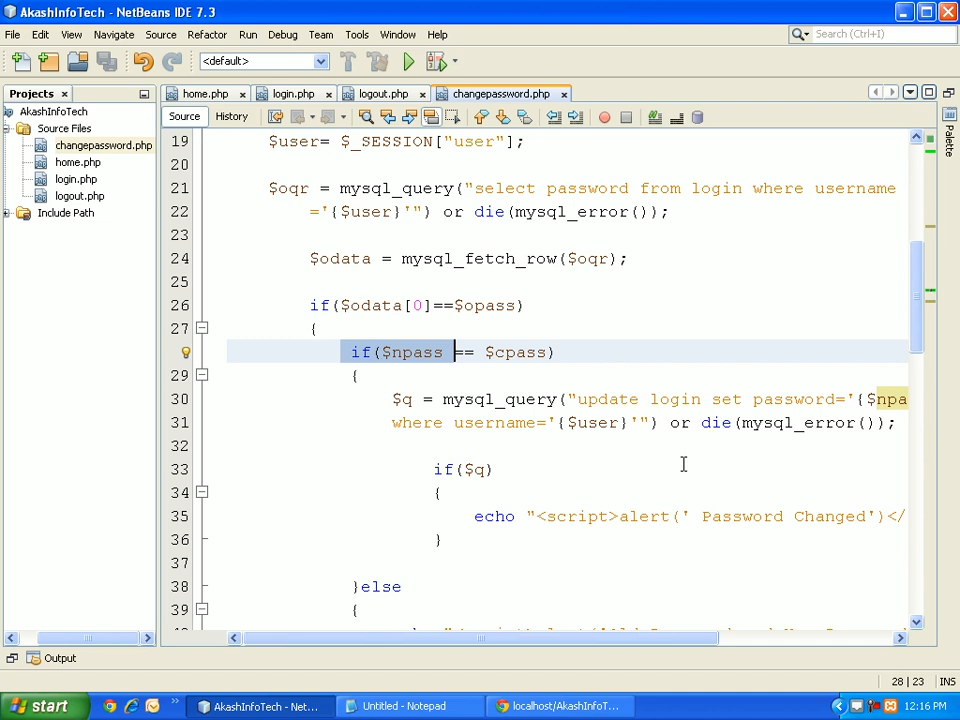 AkashInfoTech - NetBeans IDE 7.3
File Edit View Navigate Source Refactor Run Debug Team Tools Window Help
<default>
Search (Ctrl+I)
Projects
home.php login.php logout.php changepassword.php
AkashInfoTech
Source Files
changepassword.php
home.php
login.php
logout.php
Include Path
Source History
Palette
19 $user= $_SESSION["user"];
20
21 $oqr = mysql_query("select password from login where username
22 ='{$user}'") or die(mysql_error());
23
24 $odata = mysql_fetch_row($oqr);
25
26 if($odata[0]==$opass)
27 {
if($npass == $cpass)
29 {
30 $q = mysql_query("update login set password='{$npa
31 where username='{$user}'") or die(mysql_error());
32
33 if($q)
34 {
35 echo "<script>alert(' Password Changed')</
36 }
37
38 }else
39 {
Output
28 | 23 INS
start
AkashInfoTech - Net...
Untitled - Notepad
localhost/AkashInfoT...
12:16 PM